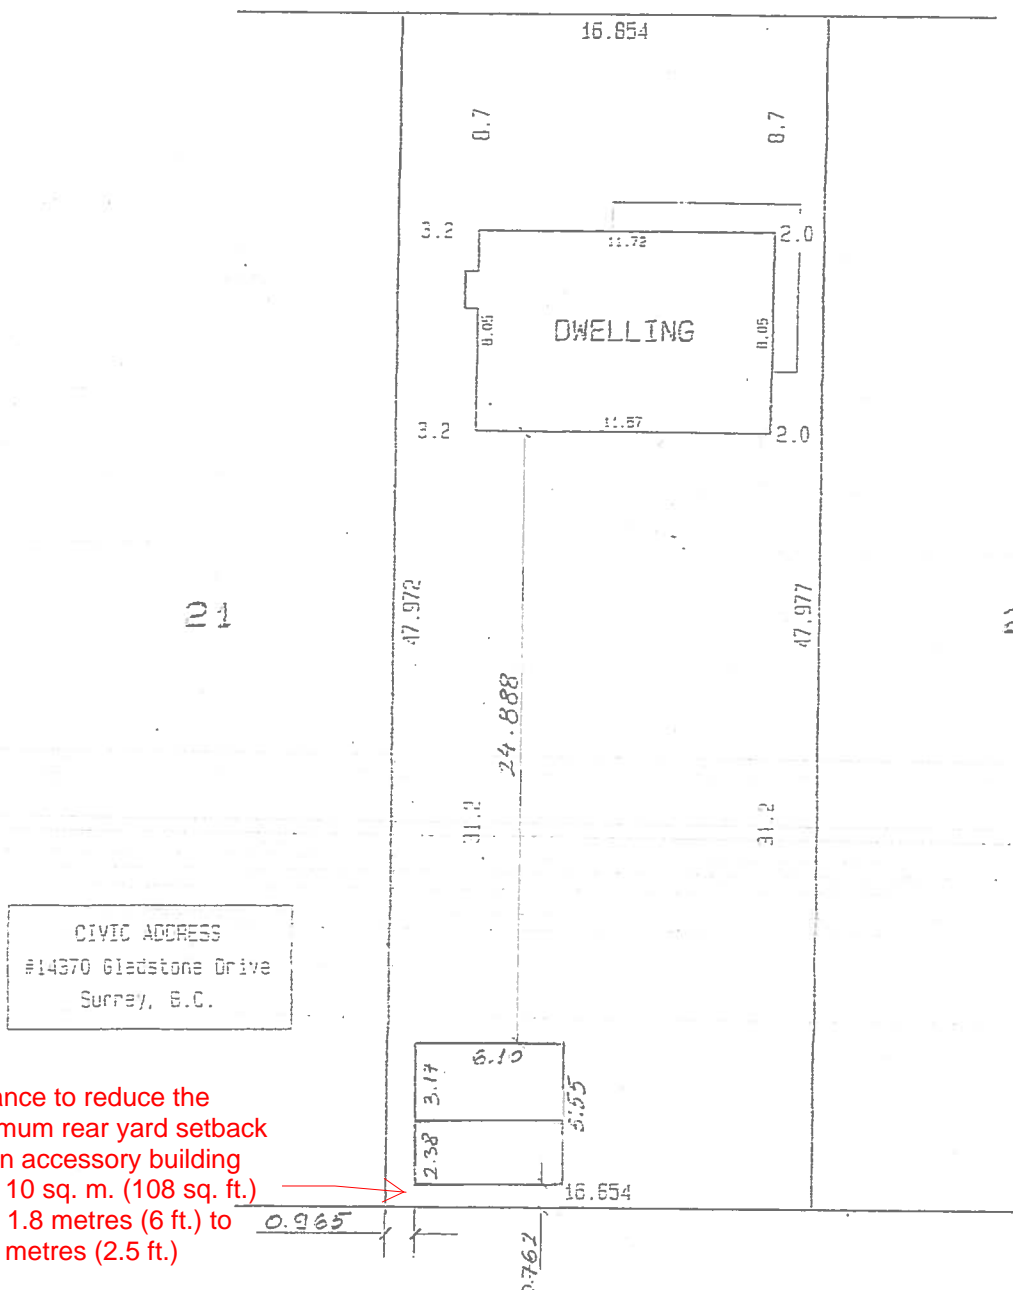 16.854
8.7
8.7
3.2
11.72
2.0
8.05
DWELLING
8.05
3.2
11.57
2.0
21
47.972
47.977
24.888
31.2
31.2
CIVIC ADDRESS
#14370 Gladstone Drive
Surrey, B.C.
6.10
3.17
5.55
2.38
ance to reduce the
mum rear yard setback
n accessory building
10 sq. m. (108 sq. ft.)
1.8 metres (6 ft.) to
metres (2.5 ft.)
16.654
0.965
0.762